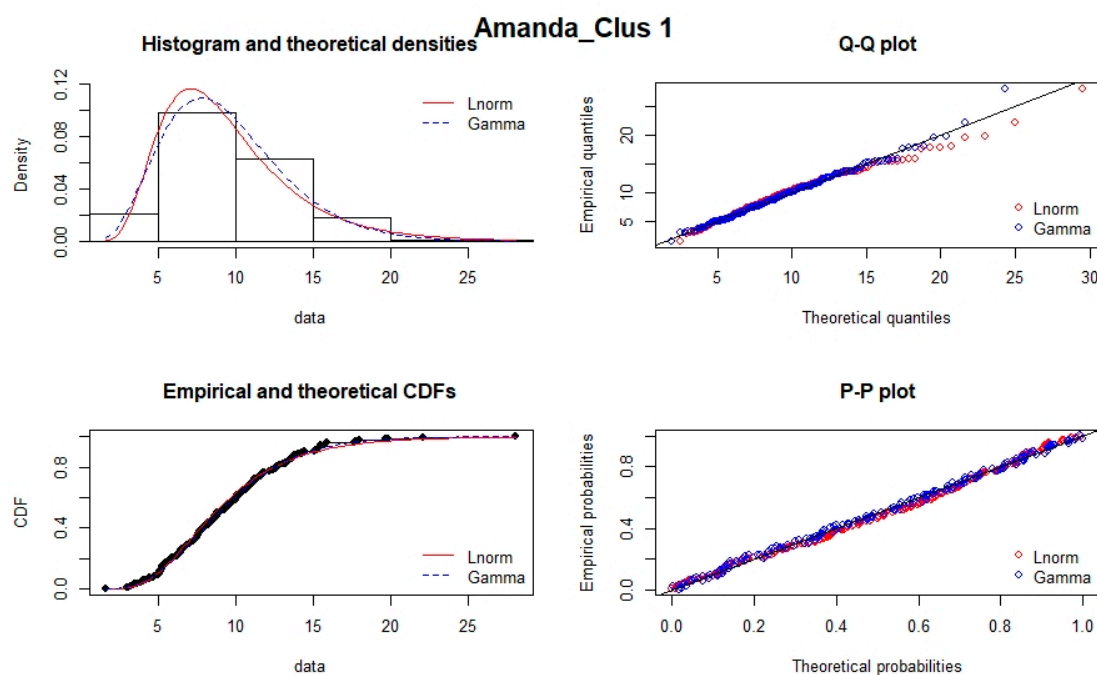 Amanda_Clus 1
Histogram and theoretical densities
Density
0.00 0.04 0.08 0.12
Lnorm
Gamma
5 10 15 20 25
data
Q-Q plot
Empirical quantiles
5 10 20
Lnorm
Gamma
5 10 15 20 25 30
Theoretical quantiles
Empirical and theoretical CDFs
CDF
0.0 0.4 0.8
Lnorm
Gamma
5 10 15 20 25
data
P-P plot
Empirical probabilities
0.0 0.4 0.8
Lnorm
Gamma
0.0 0.2 0.4 0.6 0.8 1.0
Theoretical probabilities